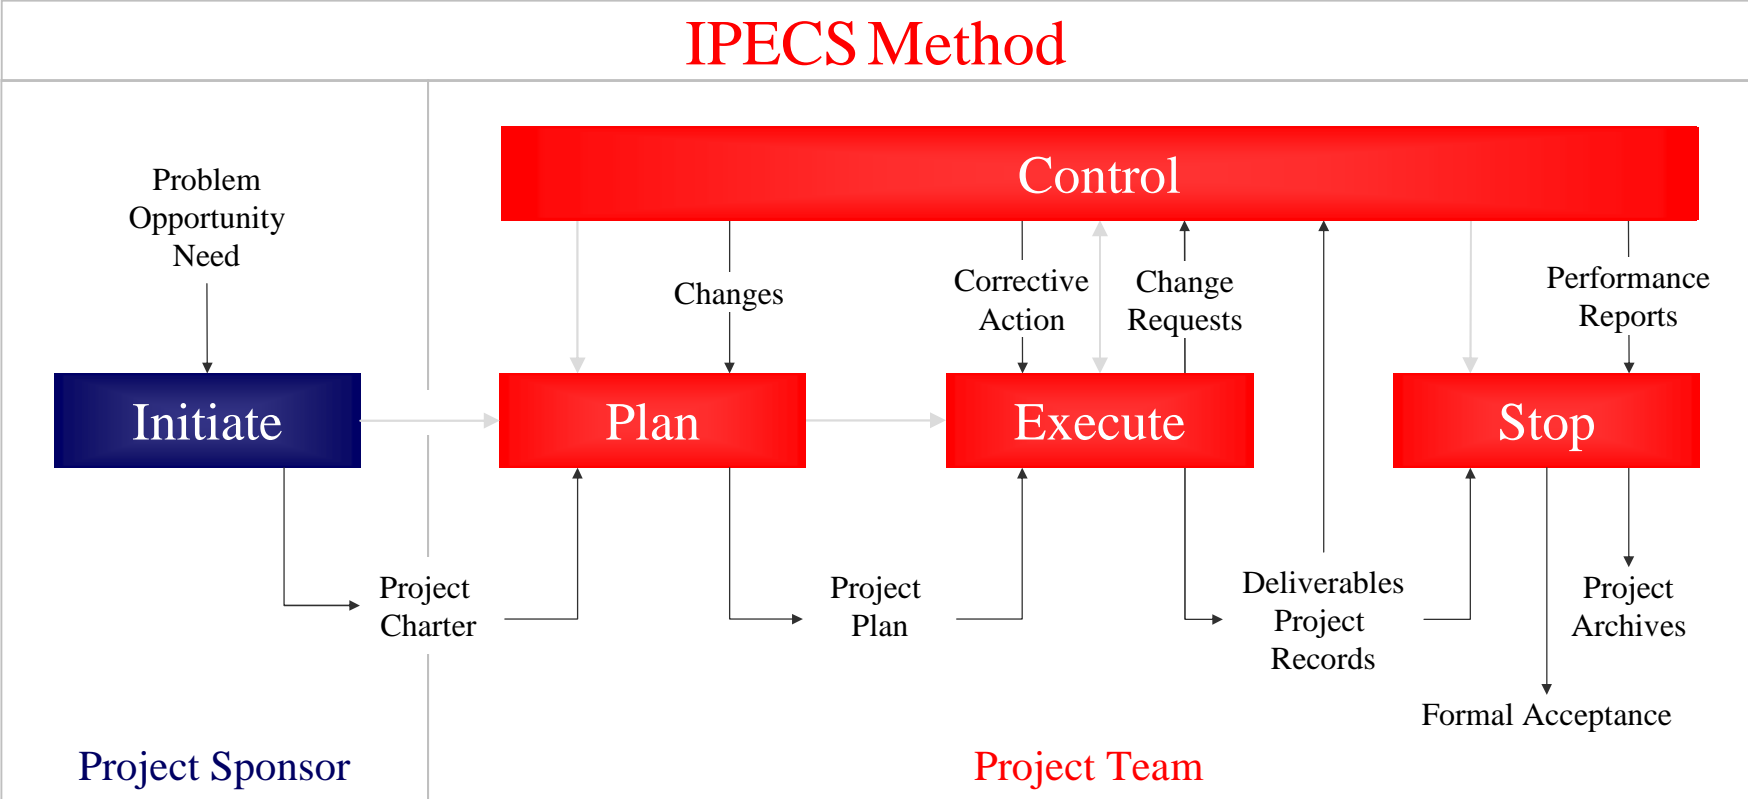 IPECS Method
Control
Problem
Opportunity
Need
Changes
Corrective
Action
Change
Requests
Performance
Reports
Initiate
Plan
Execute
Stop
Project
Charter
Project
Plan
Deliverables
Project
Records
Project
Archives
Formal Acceptance
Project Sponsor
Project Team